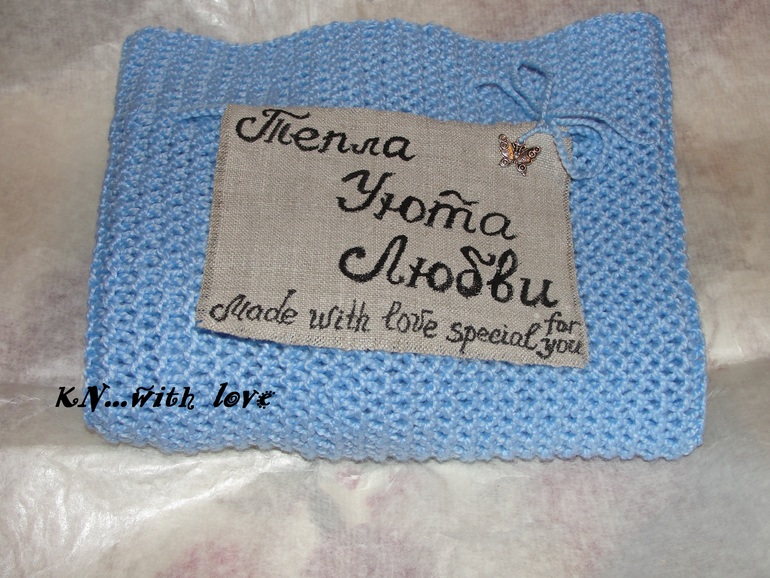 Тепла
Уюта
Любви
Made with love special for you
KN...with love